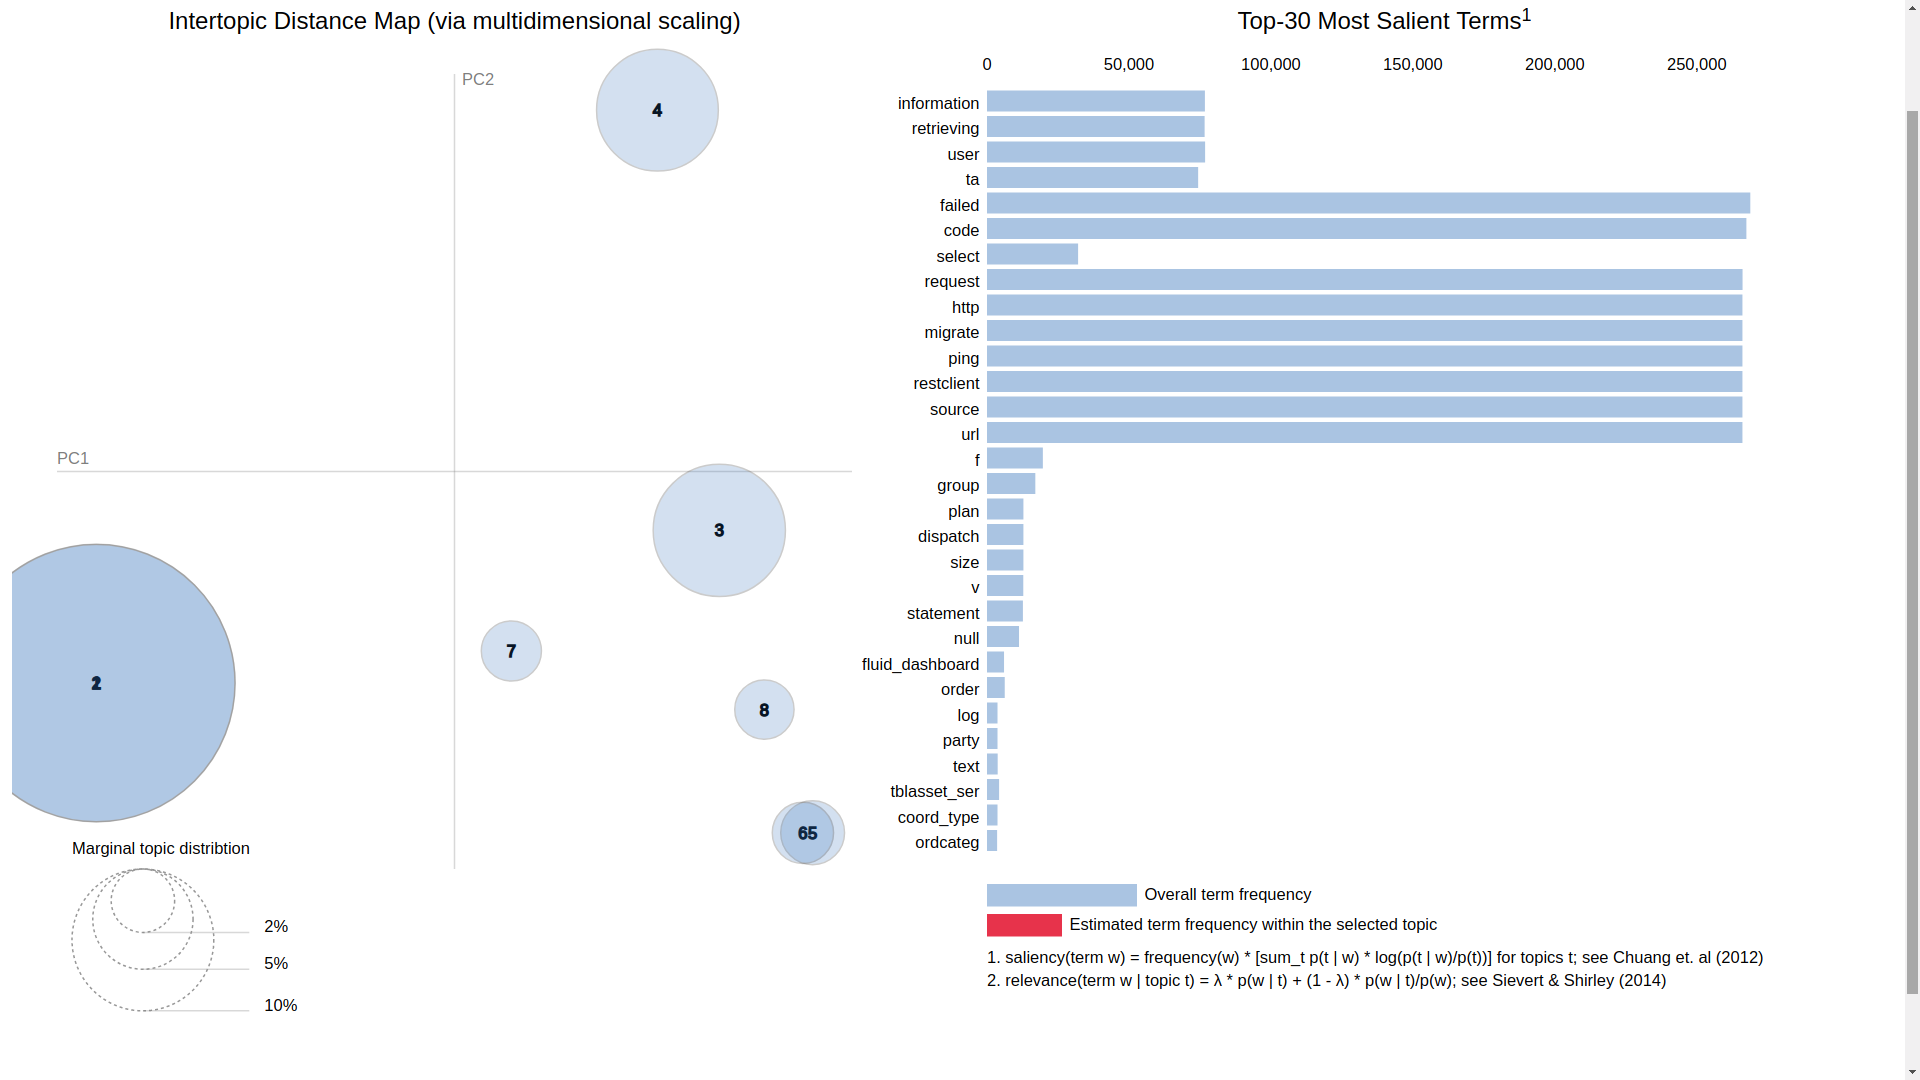 Intertopic Distance Map (via multidimensional scaling)
PC2
PC1
4
3
7
8
65
Marginal topic distribtion
2%
5%
10%
Top-30 Most Salient Terms1
0 50,000 100,000 150,000 200,000 250,000
information
retrieving
user
ta
failed
code
select
request
http
migrate
ping
restclient
source
url
f
group
plan
dispatch
size
v
statement
null
fluid_dashboard
order
log
party
text
tblasset_ser
coord_type
ordcateg
Overall term frequency
Estimated term frequency within the selected topic
1. saliency(term w) = frequency(w) * [sum_t p(t | w) * log(p(t | w)/p(t))] for topics t; see Chuang et. al (2012)
2. relevance(term w | topic t) = λ * p(w | t) + (1 - λ) * p(w | t)/p(w); see Sievert & Shirley (2014)